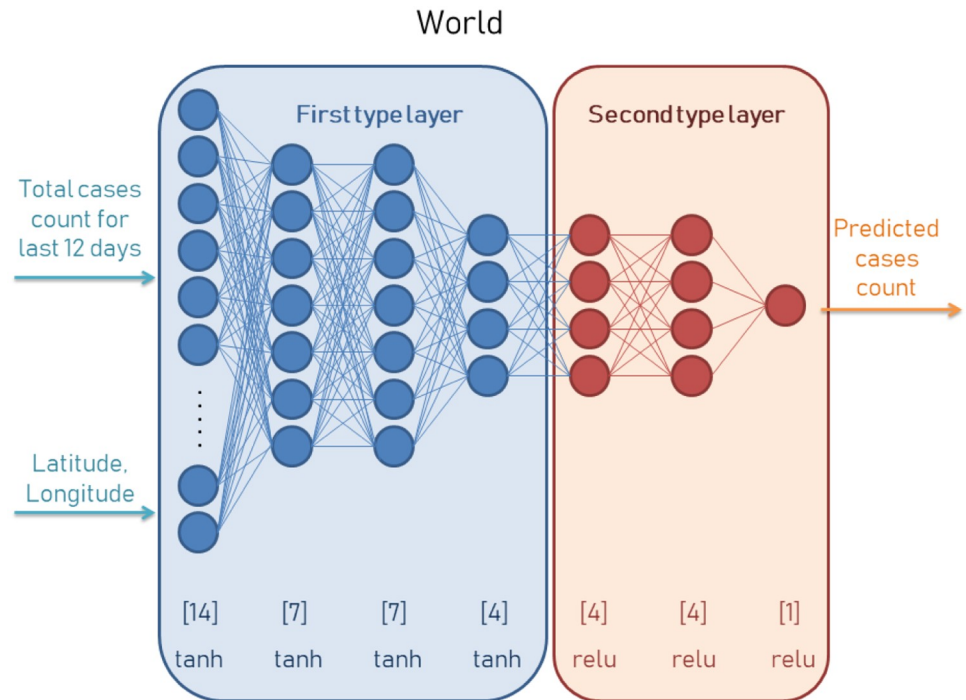 World
First type layer
Second type layer
Total cases
count for
last 12 days
Predicted
cases
count
Latitude,
Longitude
[14] [7] [7] [4] [4] [4] [1]
tanh tanh tanh tanh relu relu relu